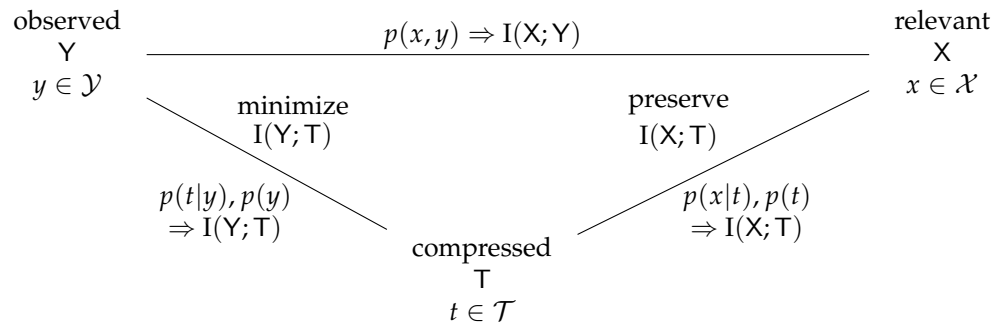 observed
Y
y ∈ 𝒴
p(x, y) ⇒ I(X; Y)
relevant
X
x ∈ 𝒳
minimize
I(Y; T)
preserve
I(X; T)
p(t|y), p(y)
⇒ I(Y; T)
p(x|t), p(t)
⇒ I(X; T)
compressed
T
t ∈ 𝒯